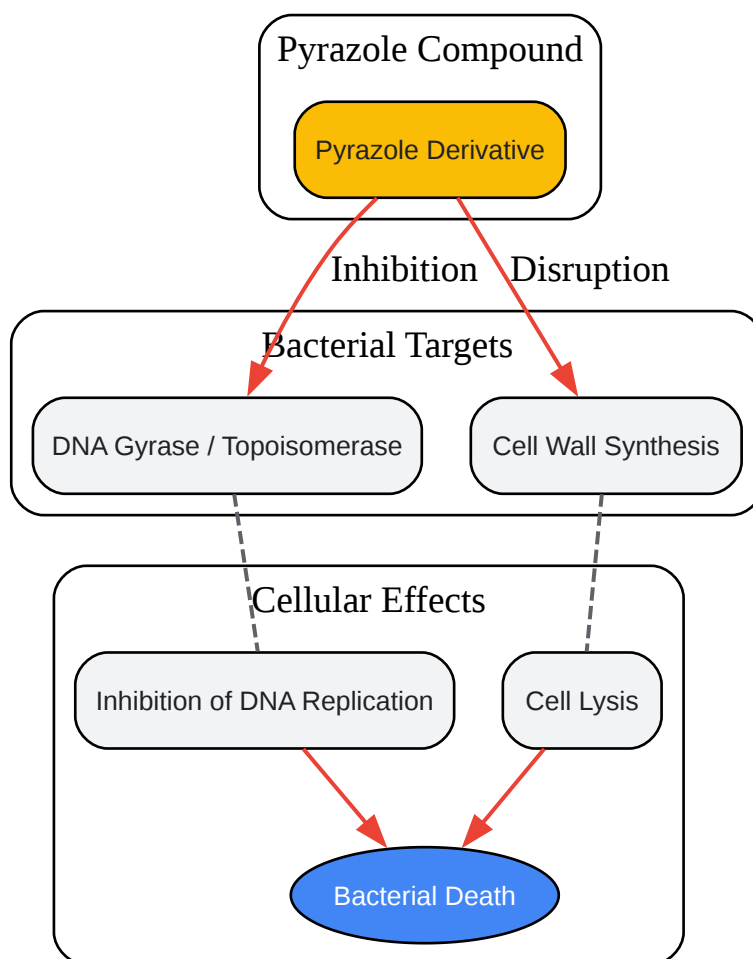 Pyrazole Compound
Pyrazole Derivative
Inhibition
Disruption
Bacterial Targets
DNA Gyrase / Topoisomerase
Cell Wall Synthesis
Cellular Effects
Inhibition of DNA Replication
Cell Lysis
Bacterial Death